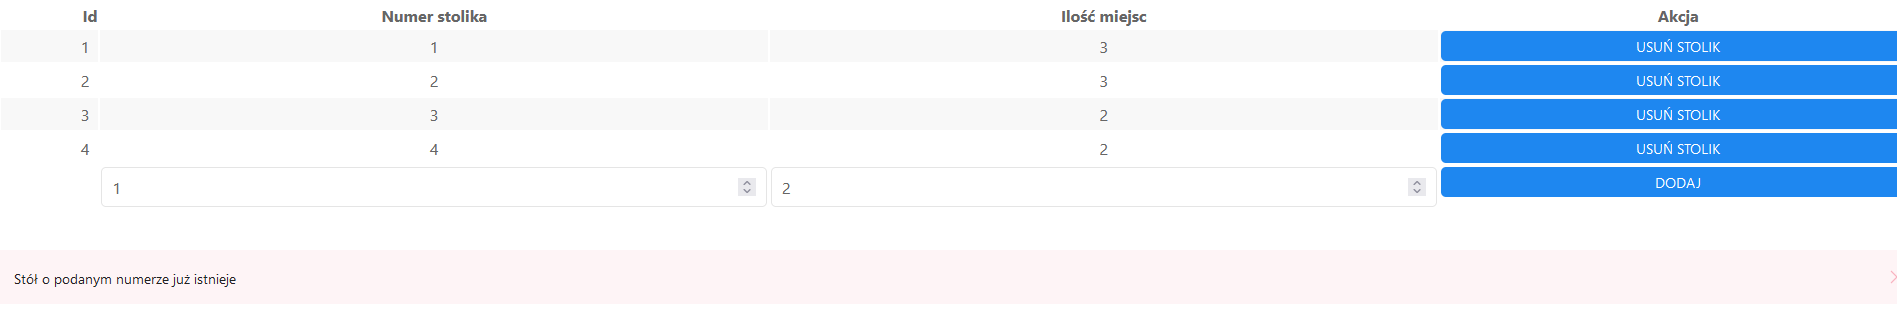 Id Numer stolika Ilość miejsc Akcja
1 1 3 USUŃ STOLIK
2 2 3 USUŃ STOLIK
3 3 2 USUŃ STOLIK
4 4 2 USUŃ STOLIK
1 2 DODAJ
Stół o podanym numerze już istnieje